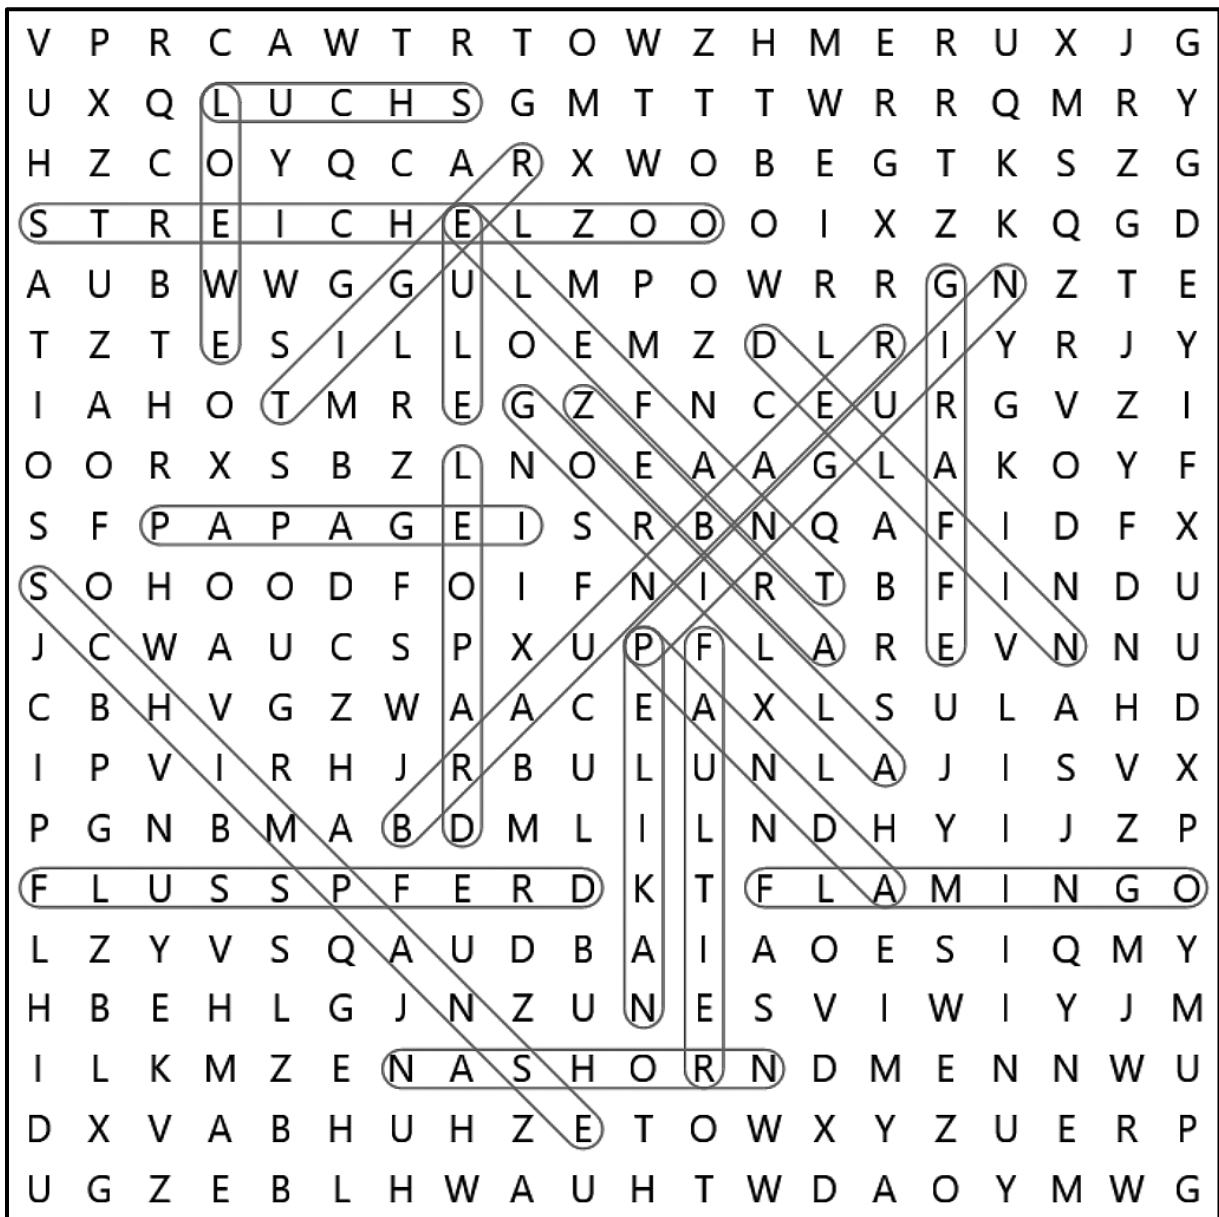 V P R C A W T R T O W Z H M E R U X J G
U X Q L U C H S G M T T T W R R Q M R Y
H Z C O Y Q C A R X W O B E G T K S Z G
S T R E I C H E L Z O O O I X Z K Q G D
A U B W W G G U L M P O W R R G N Z T E
T Z T E S I L L O E M Z D L R I Y R J Y
I A H O T M R E G Z F N C E U R G V Z I
O O R X S B Z L N O E A A G L A K O Y F
S F P A P A G E I S R B N Q A F I D F X
S O H O O D F O I F N I R T B F I N D U
J C W A U C S P X U P F L A R E V N N U
C B H V G Z W A A C E A X L S U L A H D
I P V I R H J R B U L U N L A J I S V X
P G N B M A B D M L I L N D H Y I J Z P
F L U S S P F E R D K T F L A M I N G O
L Z Y V S Q A U D B A I A O E S I Q M Y
H B E H L G J N Z U N E S V I W I Y J M
I L K M Z E N A S H O R N D M E N N W U
D X V A B H U H Z E T O W X Y Z U E R P
U G Z E B L H W A U H T W D A O Y M W G